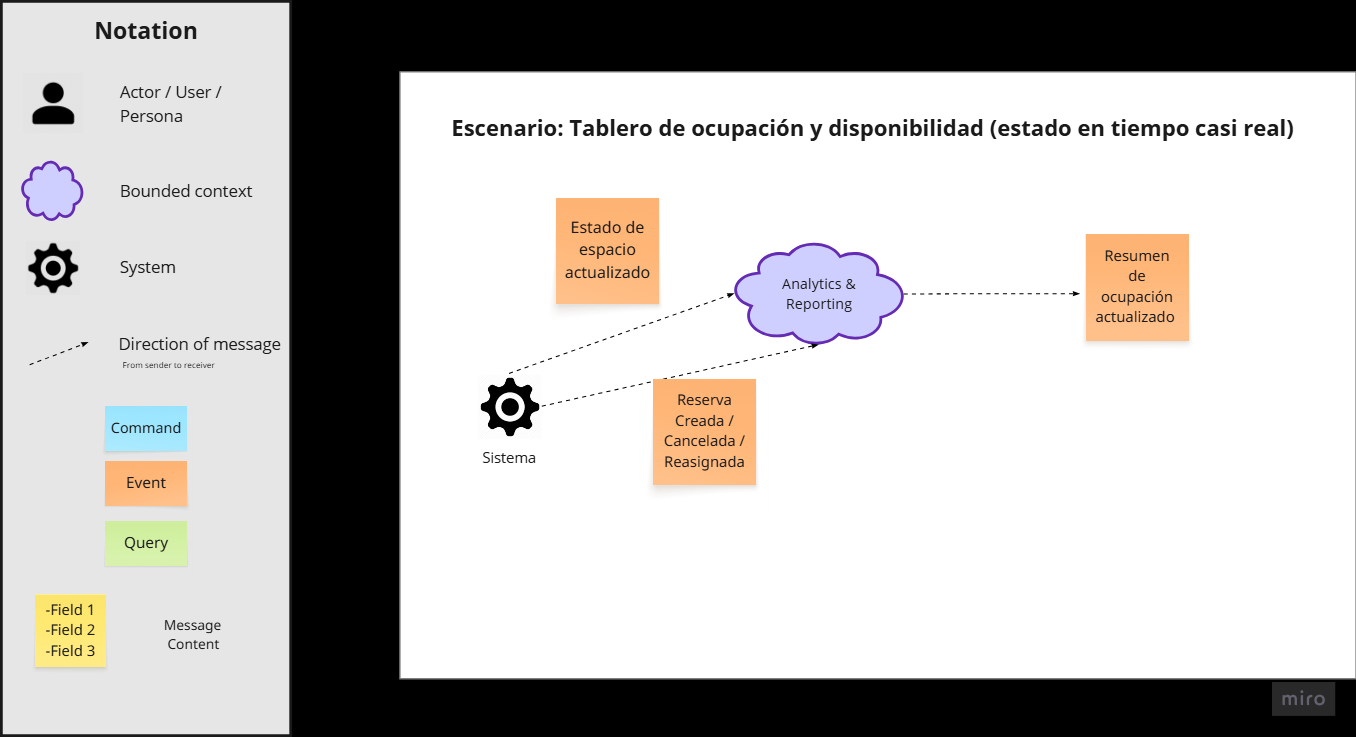 Notation
Actor / User /
Persona
Bounded context
System
Direction of message
From sender to receiver
Command
Event
Query
-Field 1
-Field 2
-Field 3
Message
Content
Escenario: Tablero de ocupación y disponibilidad (estado en tiempo casi real)
Estado de
espacio
actualizado
Analytics &
Reporting
Resumen
de
ocupación
actualizado
Sistema
Reserva
Creada /
Cancelada /
Reasignada
miro